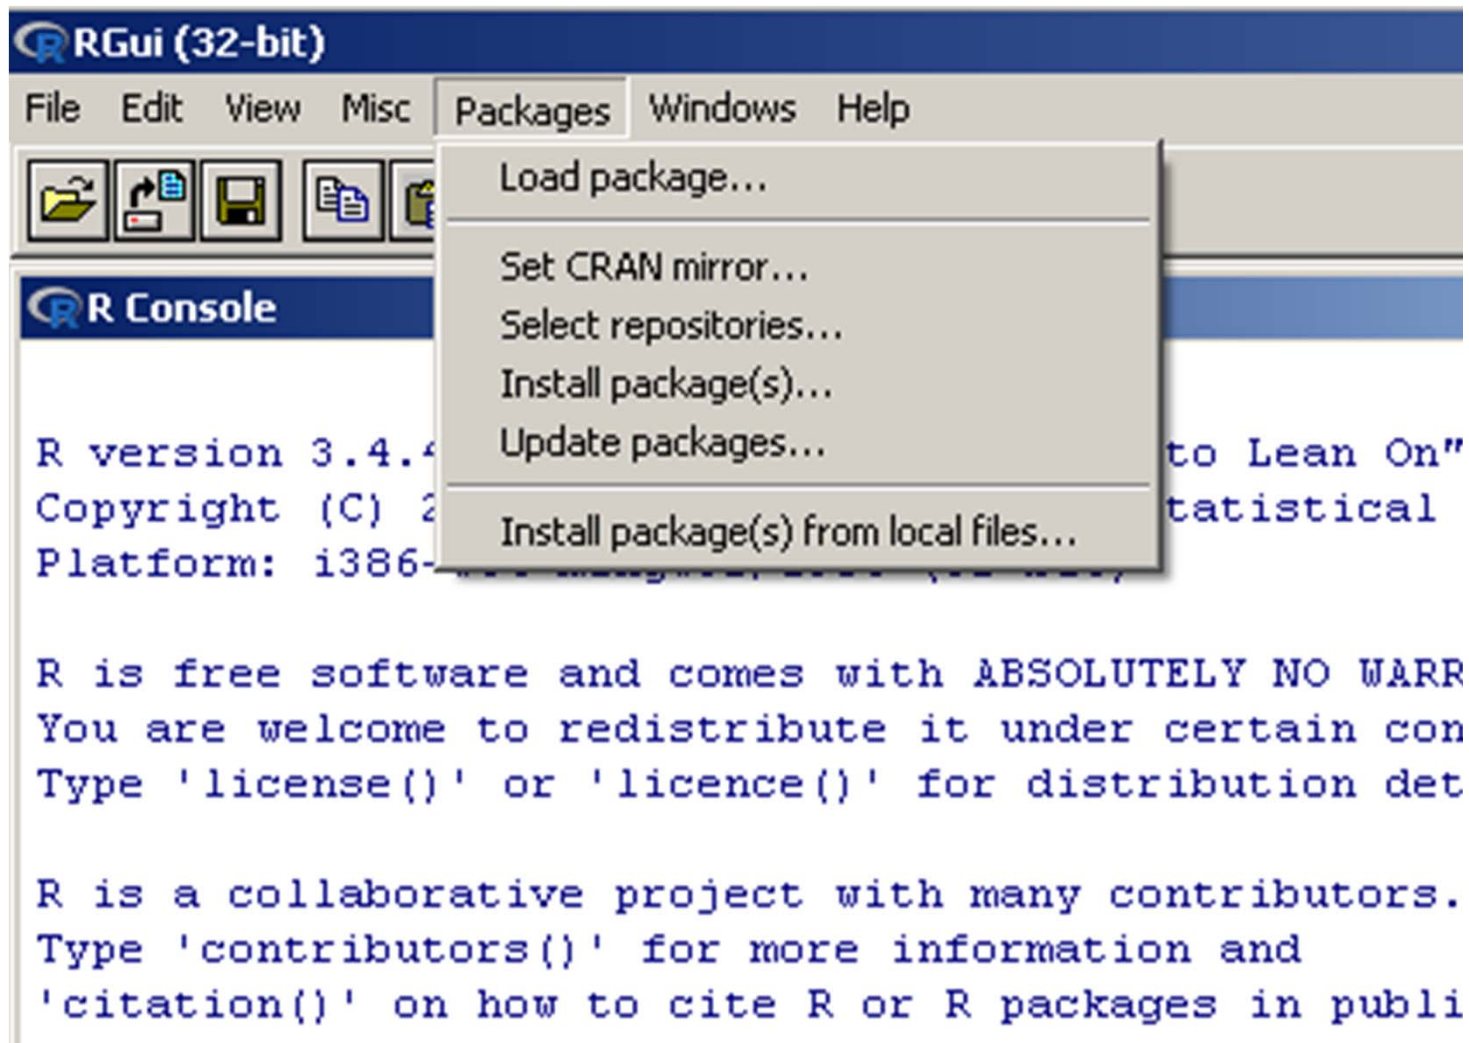 RGui (32-bit)
File Edit View Misc Packages Windows Help
Load package...
Set CRAN mirror...
Select repositories...
Install package(s)...
Update packages...
Install package(s) from local files...
R Console
R version 3.4. to Lean On"
Copyright (C) tatistical
Platform: i386-
R is free software and comes with ABSOLUTELY NO WARR
You are welcome to redistribute it under certain con
Type 'license()' or 'licence()' for distribution det
R is a collaborative project with many contributors.
Type 'contributors()' for more information and
'citation()' on how to cite R or R packages in publi